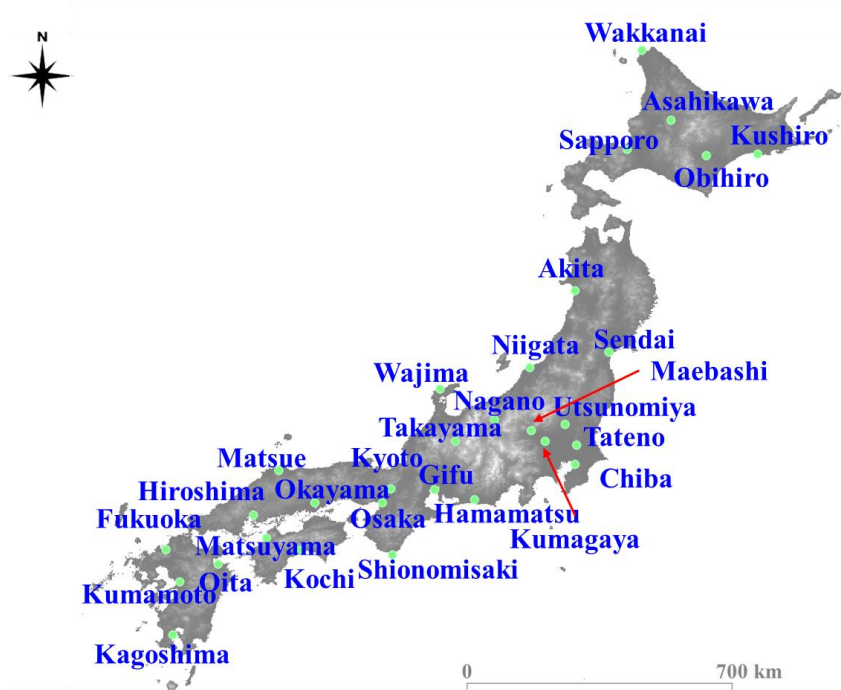 N
Wakkanai
Asahikawa
Kushiro
Sapporo
Obihiro
Akita
Sendai
Niigata
Maebashi
Wajima
Nagano
Utsunomiya
Takayama
Tateno
Kyoto
Matsue
Gifu
Chiba
Hiroshima
Okayama
Hamamatsu
Fukuoka
Osaka
Kumagaya
Matsuyama
Shionomisaki
Oita
Kochi
Kumamoto
Kagoshima
0 700 km